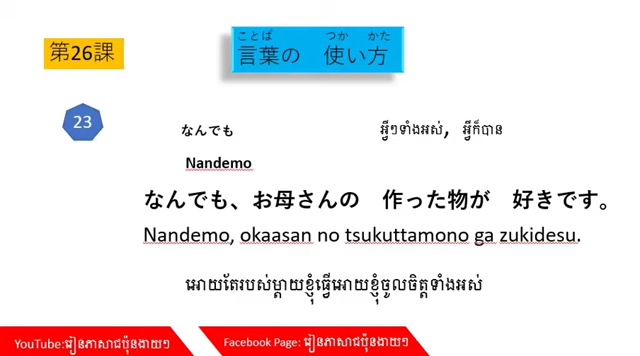 第26課
ことば つか かた
言葉の 使い方
23
なんでも
អ្វីៗទាំងអស់, អ្វីក៏បាន
Nandemo
なんでも、お母さんの 作った物が 好きです。
Nandemo, okaasan no tsukuttamono ga zukidesu.
អោយតែរបស់ម្តាយខ្ញុំធ្វើអោយខ្ញុំចូលចិត្តទាំងអស់
YouTube:រៀនភាសាជប៉ុនងាយៗ
Facebook Page: រៀនភាសាជប៉ុនងាយៗ